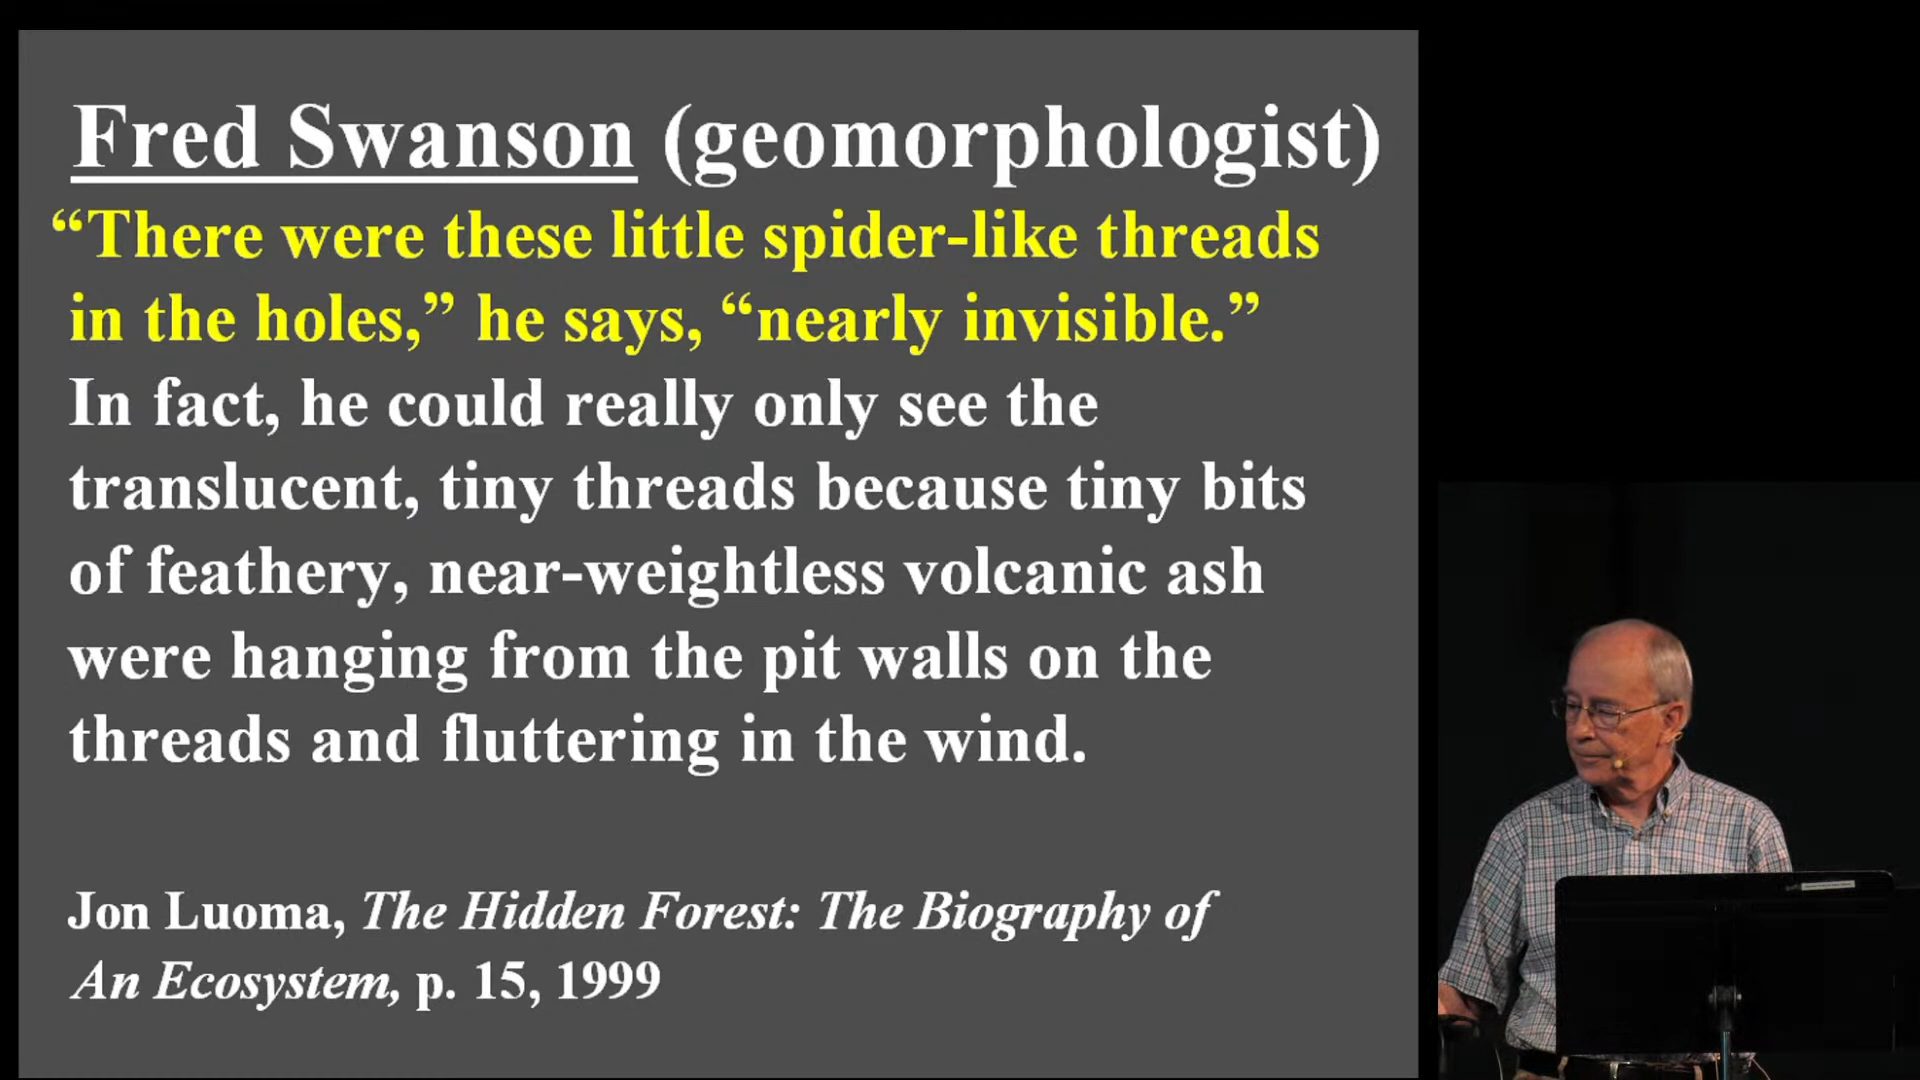 Fred Swanson (geomorphologist)
“There were these little spider-like threads
in the holes,” he says, “nearly invisible.”
In fact, he could really only see the
translucent, tiny threads because tiny bits
of feathery, near-weightless volcanic ash
were hanging from the pit walls on the
threads and fluttering in the wind.
Jon Luoma, The Hidden Forest: The Biography of
An Ecosystem, p. 15, 1999